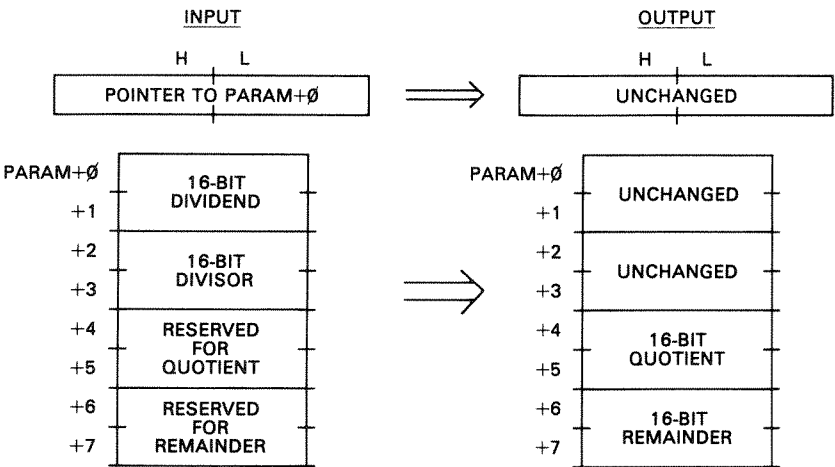 INPUT
H L
POINTER TO PARAM+Ø
PARAM+Ø
+1
+2
+3
+4
+5
+6
+7
16-BIT
DIVIDEND
16-BIT
DIVISOR
RESERVED
FOR
QUOTIENT
RESERVED
FOR
REMAINDER
OUTPUT
H L
UNCHANGED
PARAM+Ø
+1
+2
+3
+4
+5
+6
+7
UNCHANGED
UNCHANGED
16-BIT
QUOTIENT
16-BIT
REMAINDER